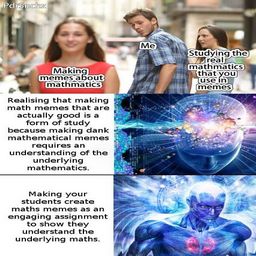 Me
Studying the
real
mathmatics
that you
use in
memes
Making
memes about
mathmatics
Realising that making
math memes that are
actually good is a
form of study
because making dank
mathematical memes
requires an
understanding of the
underlying
mathematics.
Making your
students create
math memes as an
engaging assignment
to show they
understand the
underlying maths.